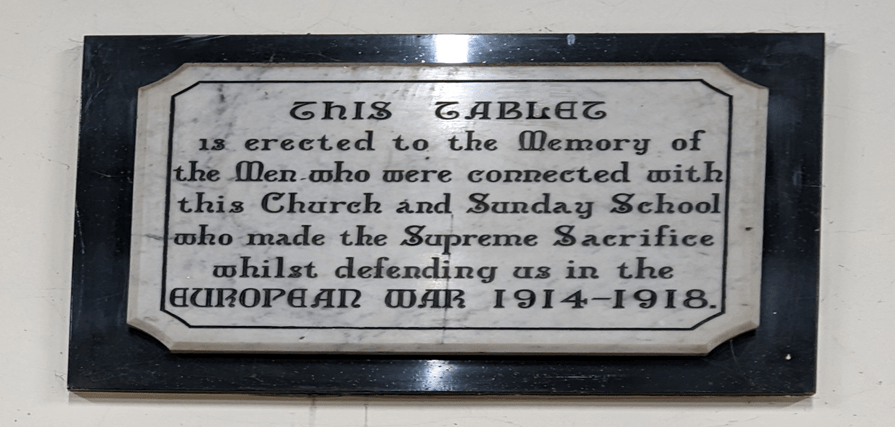 THIS TABLET
is erected to the Memory of
the Men who were connected with
this Church and Sunday School
who made the Supreme Sacrifice
whilst defending us in the
EUROPEAN WAR 1914-1918.